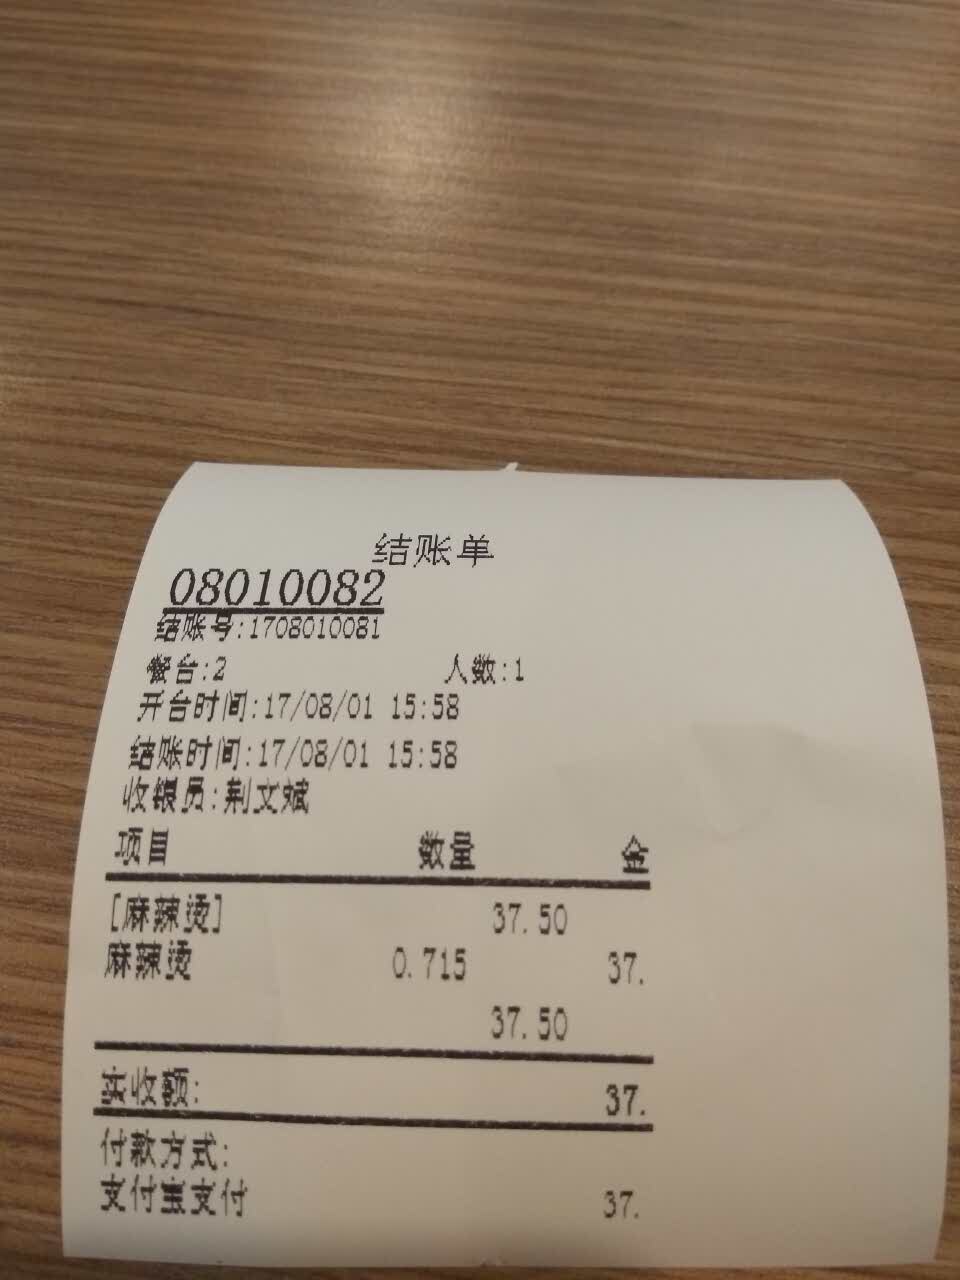 结账单
08010082
结账号:1708010081
餐台:2 人数:1
开台时间:17/08/01 15:58
结账时间:17/08/01 15:58
收银员:荆文斌
项目 数量 金
[麻辣烫] 37.50
麻辣烫 0.715 37.
37.50
实收额: 37.
付款方式:
支付宝支付 37.